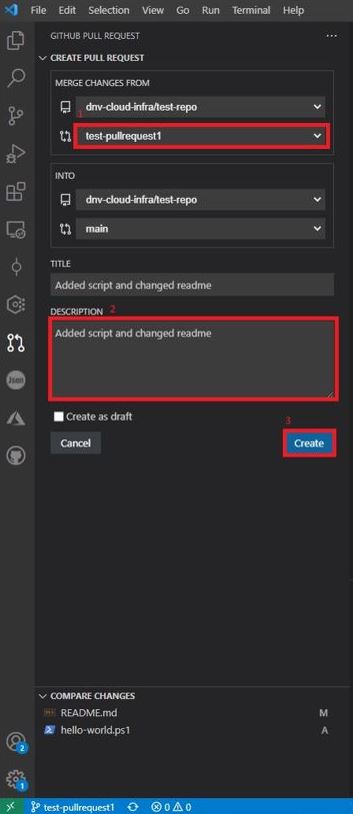 File Edit Selection View Go Run Terminal Help
GITHUB PULL REQUEST ...
CREATE PULL REQUEST
MERGE CHANGES FROM
dnv-cloud-infra/test-repo
1
test-pullrequest1
INTO
dnv-cloud-infra/test-repo
main
TITLE
Added script and changed readme
DESCRIPTION 2
Added script and changed readme
Create as draft
3
Cancel Create
Json
COMPARE CHANGES
README.md M
hello-world.ps1 A
2
1
test-pullrequest1 0 0